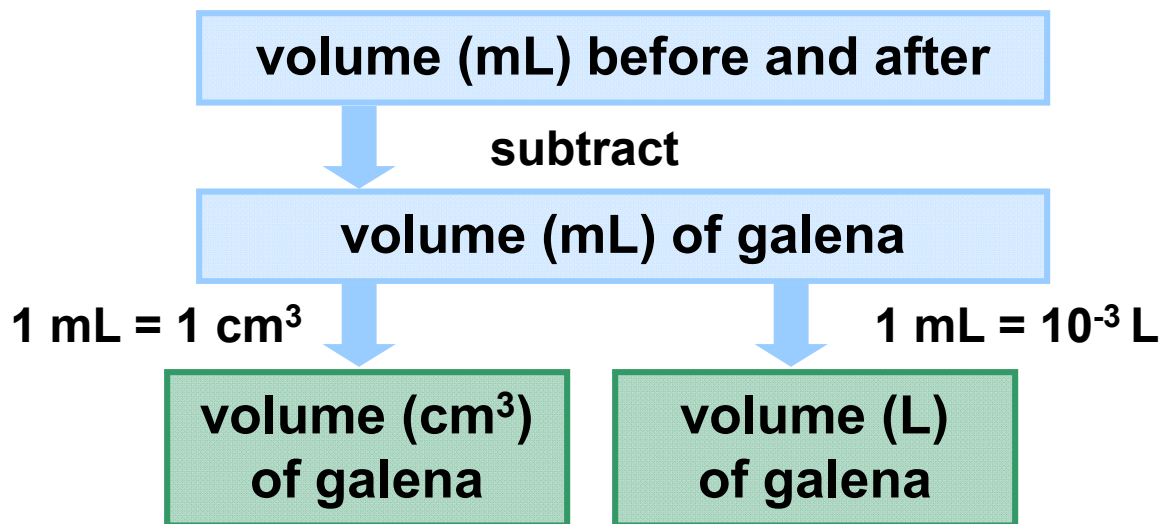 volume (mL) before and after
subtract
volume (mL) of galena
1 mL = 1 cm³
1 mL = 10⁻³ L
volume (cm³)
of galena
volume (L)
of galena